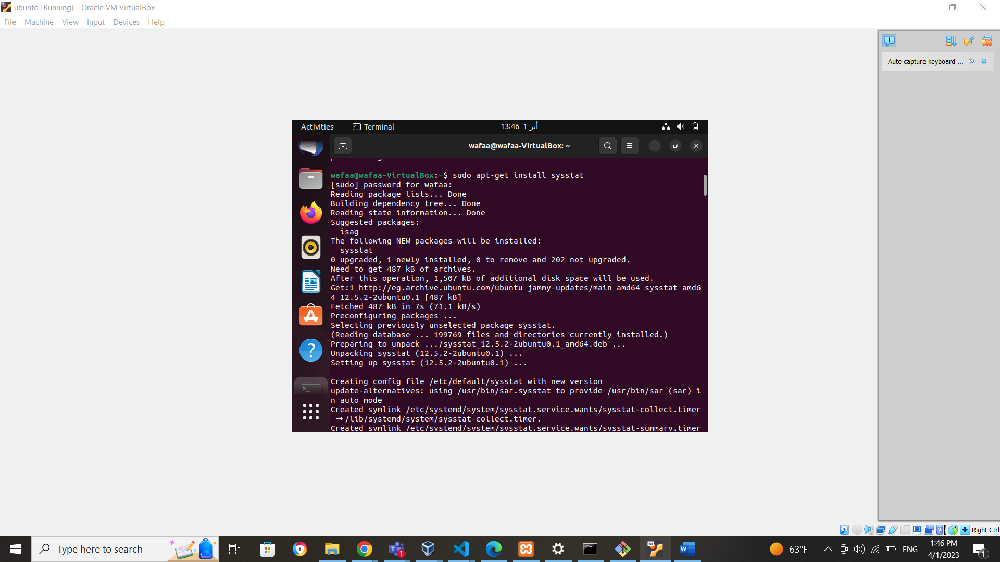 ubunto [Running] - Oracle VM VirtualBox
File Machine View Input Devices Help
Auto capture keyboard ...
Activities Terminal 13:46 1 أبر
wafaa@wafaa-VirtualBox: ~
power management.
wafaa@wafaa-VirtualBox:~$ sudo apt-get install sysstat
[sudo] password for wafaa:
Reading package lists... Done
Building dependency tree... Done
Reading state information... Done
Suggested packages:
isag
The following NEW packages will be installed:
sysstat
0 upgraded, 1 newly installed, 0 to remove and 202 not upgraded.
Need to get 487 kB of archives.
After this operation, 1,507 kB of additional disk space will be used.
Get:1 http://eg.archive.ubuntu.com/ubuntu jammy-updates/main amd64 sysstat amd6
4 12.5.2-2ubuntu0.1 [487 kB]
Fetched 487 kB in 7s (71.1 kB/s)
Preconfiguring packages ...
Selecting previously unselected package sysstat.
(Reading database ... 199769 files and directories currently installed.)
Preparing to unpack .../sysstat_12.5.2-2ubuntu0.1_amd64.deb ...
Unpacking sysstat (12.5.2-2ubuntu0.1) ...
Setting up sysstat (12.5.2-2ubuntu0.1) ...
Creating config file /etc/default/sysstat with new version
update-alternatives: using /usr/bin/sar.sysstat to provide /usr/bin/sar (sar) i
n auto mode
Created symlink /etc/systemd/system/sysstat.service.wants/sysstat-collect.timer
→ /lib/systemd/system/sysstat-collect.timer.
Created symlink /etc/systemd/system/sysstat.service.wants/sysstat-summary.timer
Right Ctrl
Type here to search
63°F
ENG
1:46 PM
4/1/2023
1